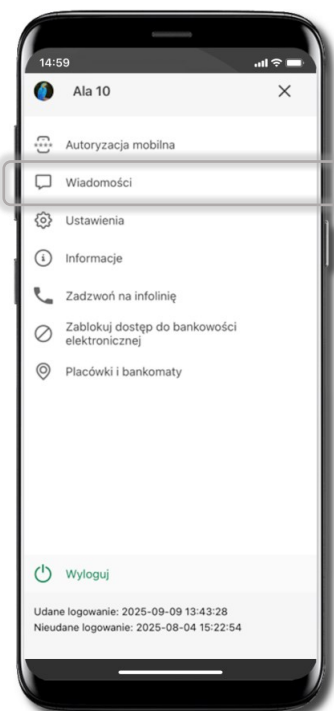 14:59
Ala 10
Autoryzacja mobilna
Wiadomości
Ustawienia
Informacje
Zadzwoń na infolinię
Zablokuj dostęp do bankowości
elektronicznej
Placówki i bankomaty
Wyloguj
Udane logowanie: 2025-09-09 13:43:28
Nieudane logowanie: 2025-08-04 15:22:54